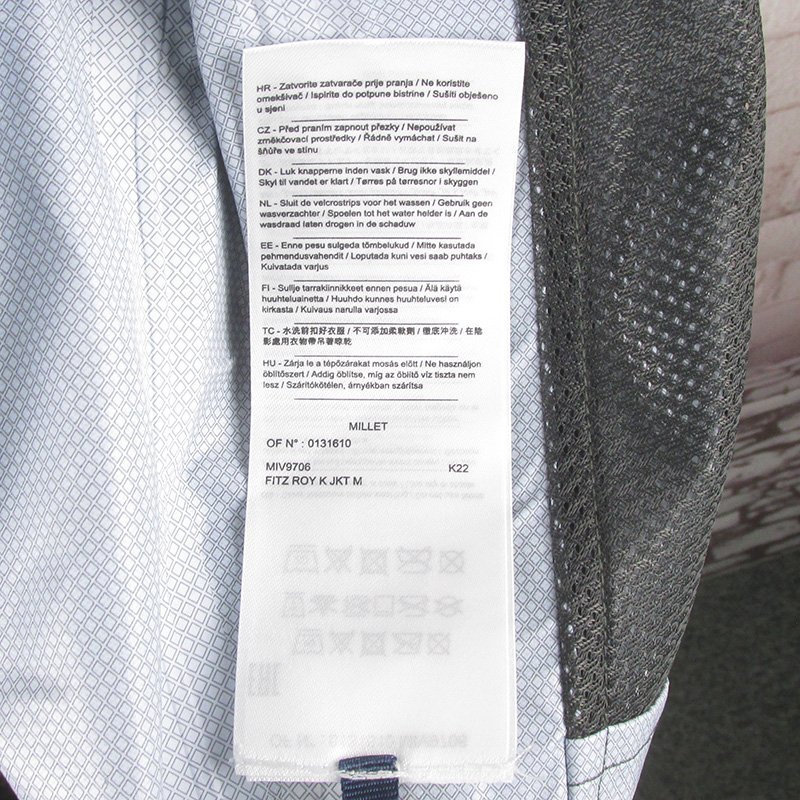 HR - Zatvorite zatvarače prije pranja / Ne koristite
omekšivač / Ispirite do potpune bistrine / Sušiti obješeno
u sjeni
CZ - Před praním zapnout přezky / Nepoužívat
změkčovací prostředky / Řádně vymáchat / Sušit na
šňůře ve stínu
DK - Luk knapperne inden vask / Brug ikke skyllemiddel /
Skyl til vandet er klart / Tørres på tørresnor i skyggen
NL - Sluit de velcrostrips voor het wassen / Gebruik geen
wasverzachter / Spoelen tot het water helder is / Aan de
wasdraad laten drogen in de schaduw
EE - Enne pesu sulgeda tõmbelukud / Mitte kasutada
pehmendusvahendit / Loputada kuni vesi saab puhtaks /
Kuivatada varjus
FI - Sulje tarrakiinnikkeet ennen pesua / Älä käytä
huuhteluainetta / Huuhdo kunnes huuhteluvesi on
kirkasta / Kuivaus narulla varjossa
TC - 水洗前扣好衣服 / 不可添加柔軟劑 / 徹底沖洗 / 在陰
影處用衣物帶吊著晾乾
HU - Zárja le a tépőzárakat mosás előtt / Ne használjon
öblítőszert / Addig öblítse, míg az öblítő víz tiszta nem
lesz / Szárítókötélen, árnyékban szárítsa
MILLET
OF N° : 0131610
MIV9706 K22
FITZ ROY K JKT M